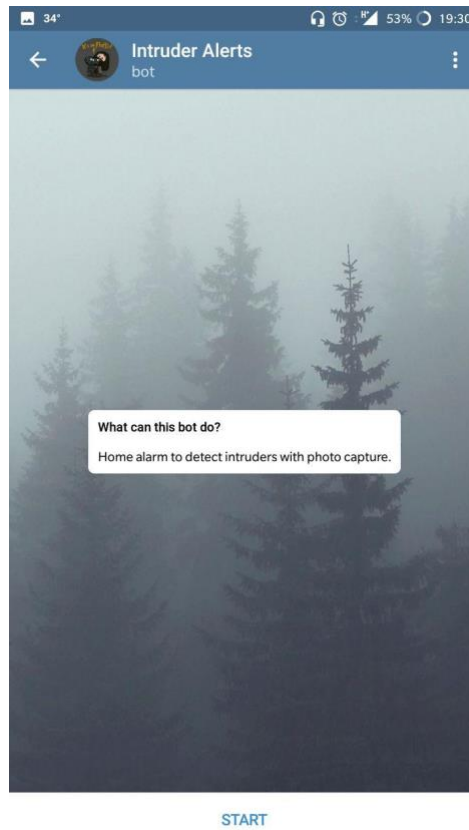 34°
H+
53%
19:30
Intruder Alerts
bot
What can this bot do?
Home alarm to detect intruders with photo capture.
START